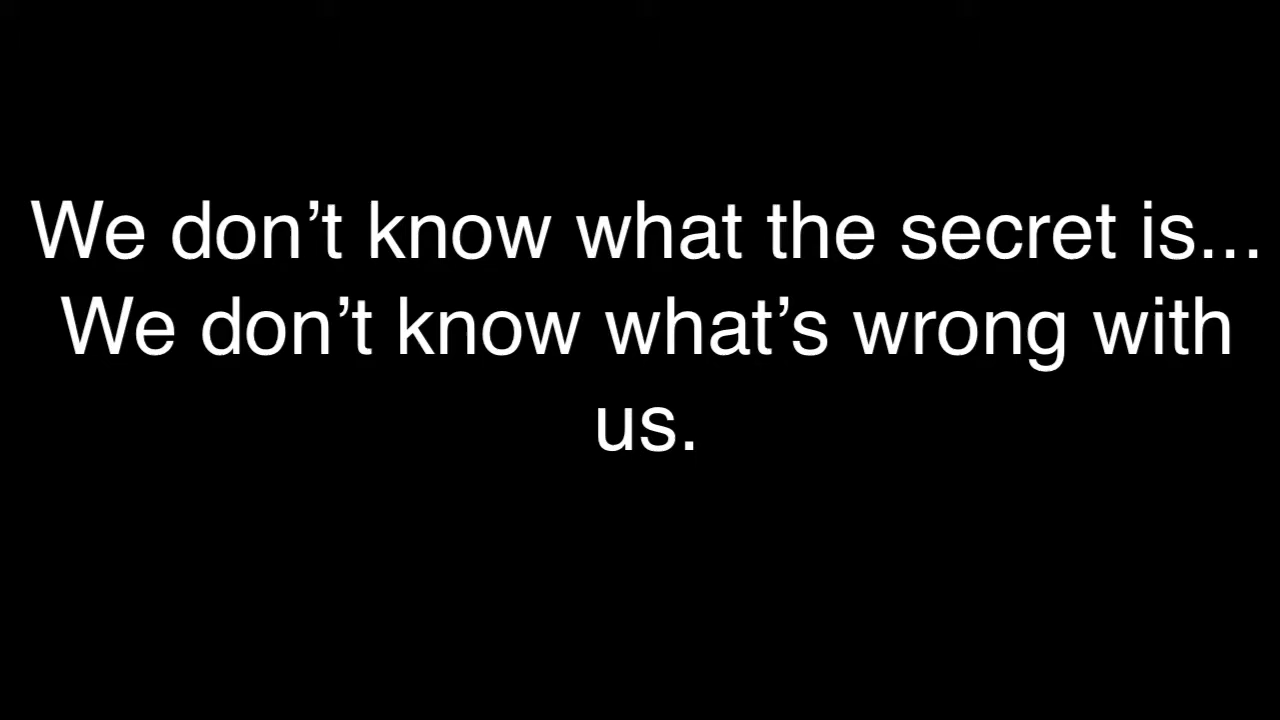 We don’t know what the secret is...
We don’t know what’s wrong with
us.